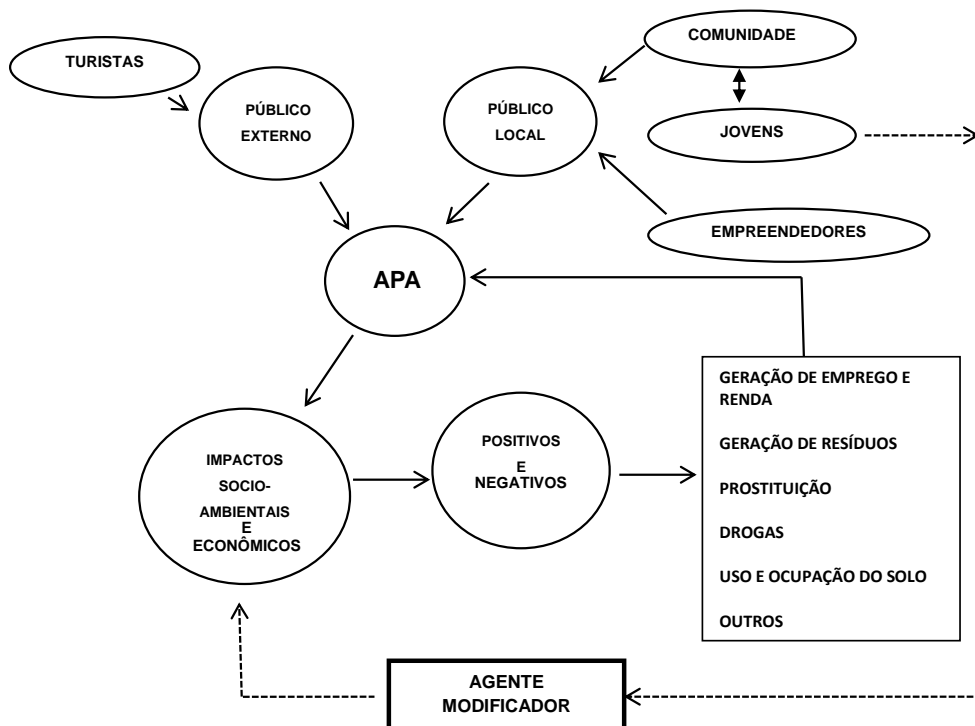 TURISTAS
PÚBLICO
EXTERNO
PÚBLICO
LOCAL
COMUNIDADE
JOVENS
EMPREENDEDORES
APA
IMPACTOS
SOCIO-
AMBIENTAIS
E
ECONÔMICOS
POSITIVOS
E
NEGATIVOS
GERAÇÃO DE EMPREGO E
RENDA
GERAÇÃO DE RESÍDUOS
PROSTITUIÇÃO
DROGAS
USO E OCUPAÇÃO DO SOLO
OUTROS
AGENTE
MODIFICADOR